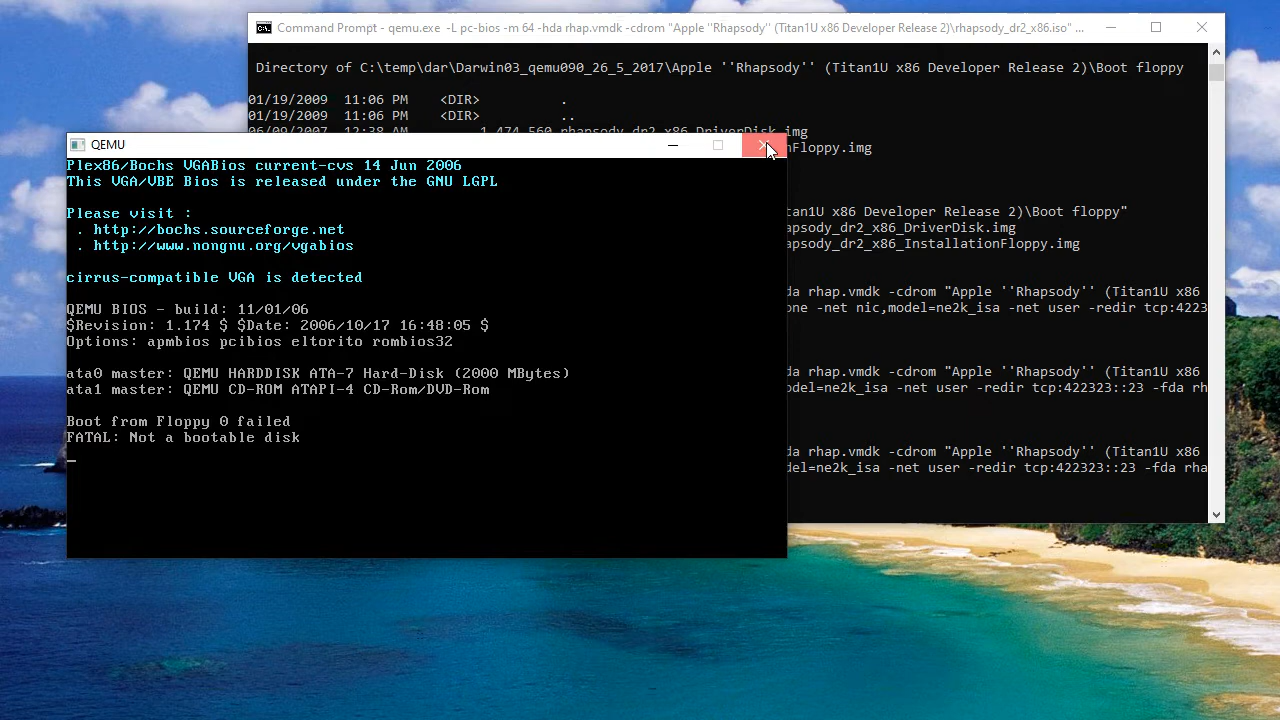 Command Prompt - qemu.exe  -L pc-bios -m 64 -hda rhap.vmdk -cdrom "Apple ''Rhapsody'' (Titan1U x86 Developer Release 2)\rhapsody_dr2_x86.iso" ...
Directory of C:\temp\dar\Darwin03_qemu090_26_5_2017\Apple ''Rhapsody'' (Titan1U x86 Developer Release 2)\Boot floppy
01/19/2009  11:06 PM    <DIR>          .
01/19/2009  11:06 PM    <DIR>          ..
06/09/2007  12:38 AM         1,474,560 rhapsody_dr2_x86_DriverDisk.img
nFloppy.img
tan1U x86 Developer Release 2)\Boot floppy"
apsody_dr2_x86_DriverDisk.img
apsody_dr2_x86_InstallationFloppy.img
da rhap.vmdk -cdrom "Apple ''Rhapsody'' (Titan1U x86
one -net nic,model=ne2k_isa -net user -redir tcp:4223
da rhap.vmdk -cdrom "Apple ''Rhapsody'' (Titan1U x86
del=ne2k_isa -net user -redir tcp:422323::23 -fda rh
da rhap.vmdk -cdrom "Apple ''Rhapsody'' (Titan1U x86
del=ne2k_isa -net user -redir tcp:422323::23 -fda rha
QEMU
Plex86/Bochs VGABios current-cvs 14 Jun 2006
This VGA/VBE Bios is released under the GNU LGPL
Please visit :
 . http://bochs.sourceforge.net
 . http://www.nongnu.org/vgabios
cirrus-compatible VGA is detected
QEMU BIOS - build: 11/01/06
$Revision: 1.174 $ $Date: 2006/10/17 16:48:05 $
Options: apmbios pcibios eltorito rombios32
ata0 master: QEMU HARDDISK ATA-7 Hard-Disk (2000 MBytes)
ata1 master: QEMU CD-ROM ATAPI-4 CD-Rom/DVD-Rom
Boot from Floppy 0 failed
FATAL: Not a bootable disk